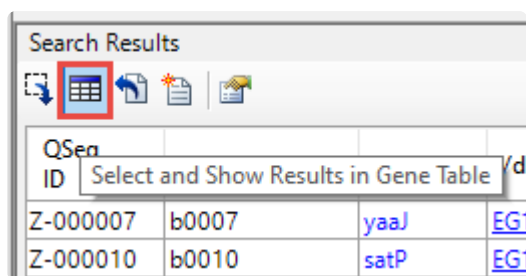 Search Results
QSeq
ID
Select and Show Results in Gene Table
/d
Z-000007 b0007 yaaJ EG1
Z-000010 b0010 satP EG1